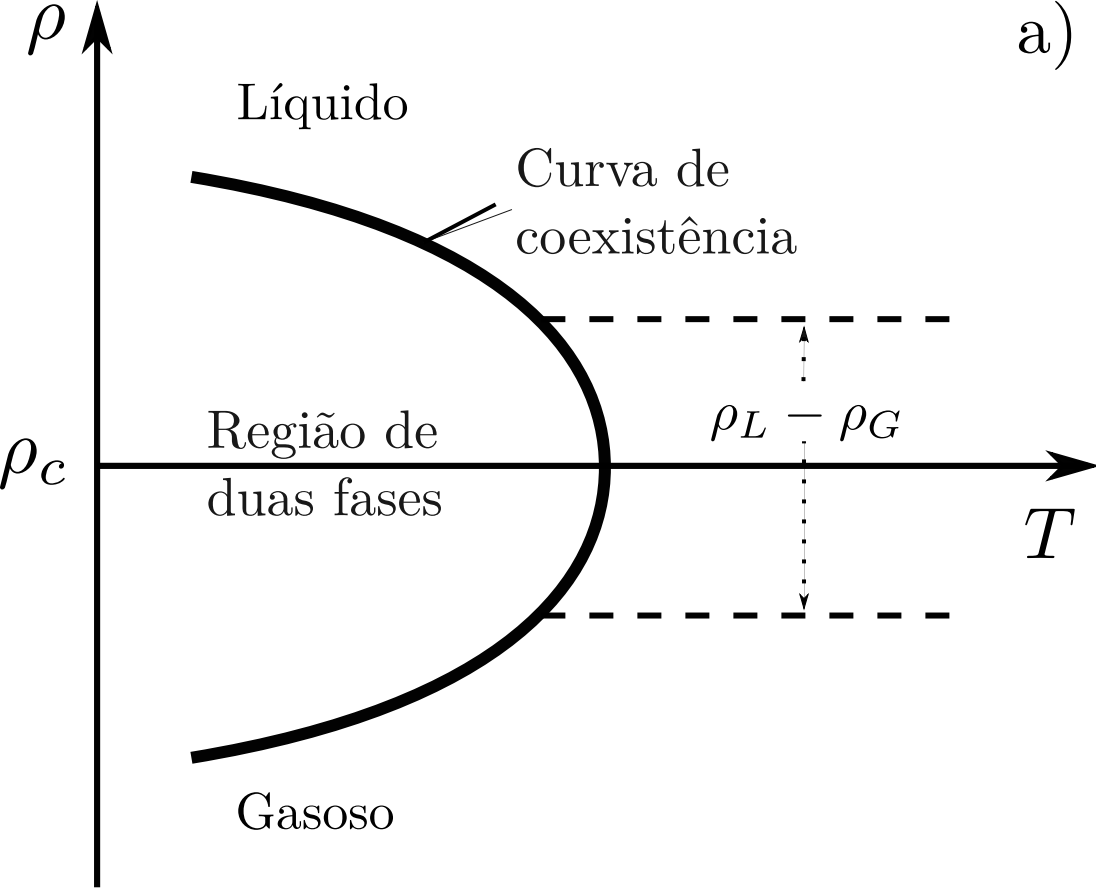 ρ
a)
Líquido
Curva de
coexistência
ρ_L − ρ_G
Região de
duas fases
ρ_c
T
Gasoso